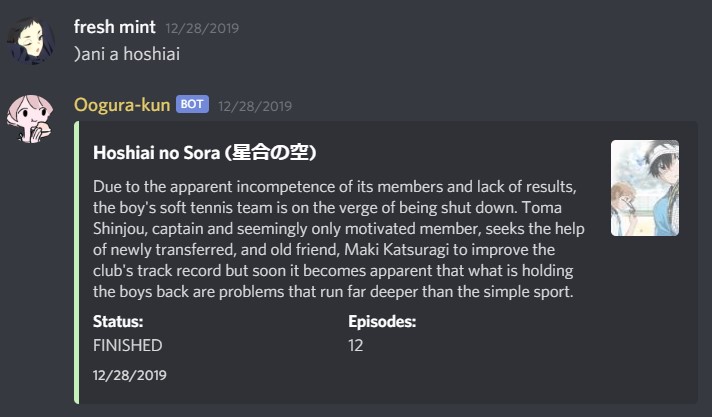 fresh mint 12/28/2019
)ani a hoshiai
Oogura-kun BOT 12/28/2019
Hoshiai no Sora (星合の空)
Due to the apparent incompetence of its members and lack of results,
the boy's soft tennis team is on the verge of being shut down. Toma
Shinjou, captain and seemingly only motivated member, seeks the help
of newly transferred, and old friend, Maki Katsuragi to improve the
club's track record but soon it becomes apparent that what is holding
the boys back are problems that run far deeper than the simple sport.
Status: Episodes:
FINISHED 12
12/28/2019